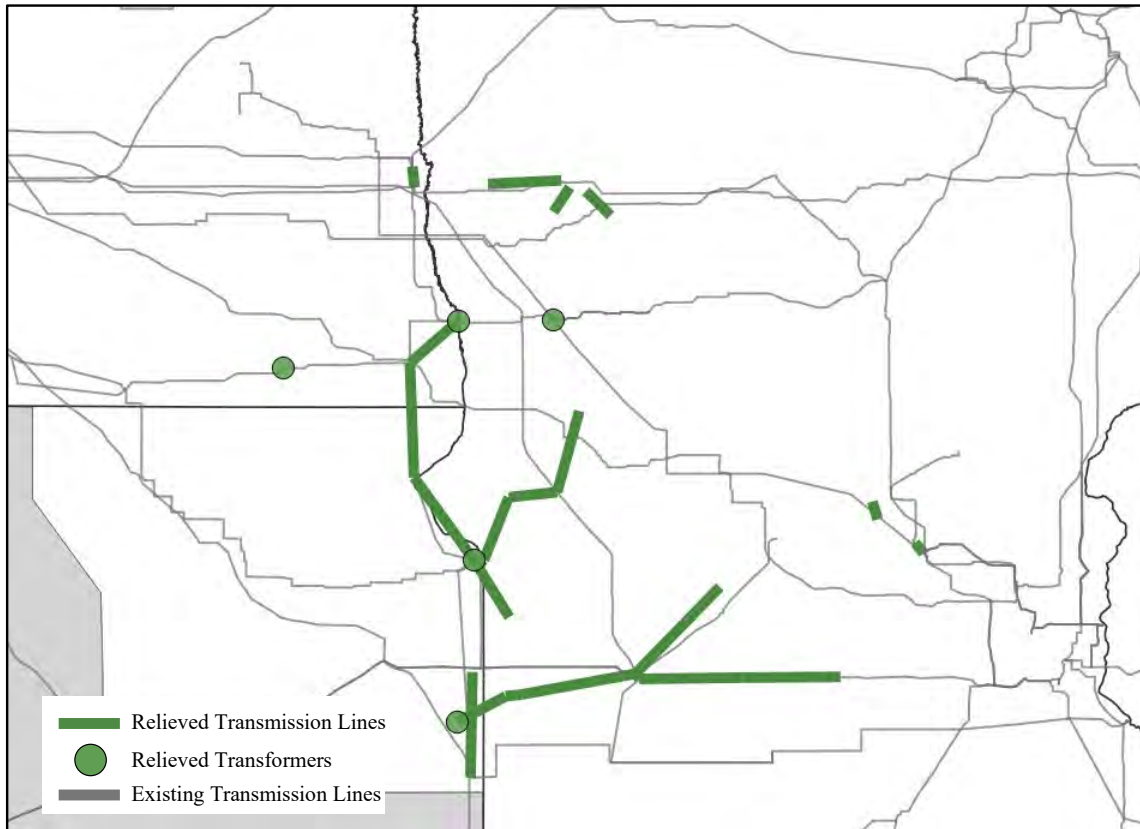 Relieved Transmission Lines
Relieved Transformers
Existing Transmission Lines